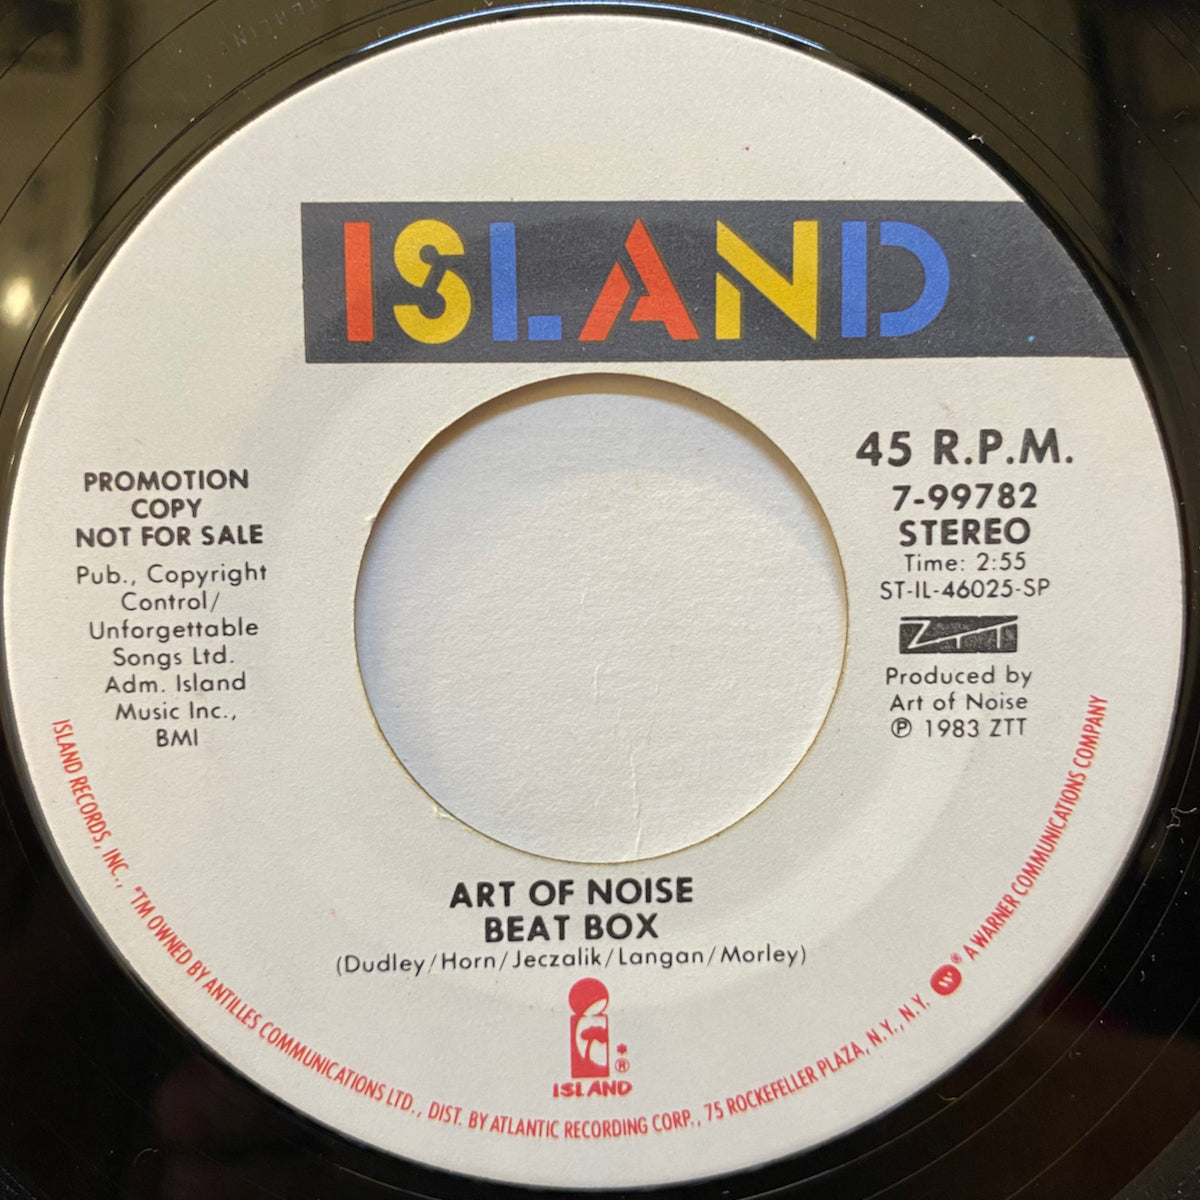 ISLAND
PROMOTION
COPY
NOT FOR SALE
Pub., Copyright
Control/
Unforgettable
Songs Ltd.
Adm. Island
Music Inc.,
BMI
45 R.P.M.
7-99782
STEREO
Time: 2:55
ST-IL-46025-SP
ZTT
Produced by
Art of Noise
℗ 1983 ZTT
ART OF NOISE
BEAT BOX
(Dudley/Horn/Jeczalik/Langan/Morley)
*
®
ISLAND
ISLAND RECORDS, INC., *TM OWNED BY ANTILLES COMMUNICATIONS LTD., DIST. BY ATLANTIC RECORDING CORP., 75 ROCKEFELLER PLAZA, N.Y., N.Y. W ® A WARNER COMMUNICATIONS COMPANY